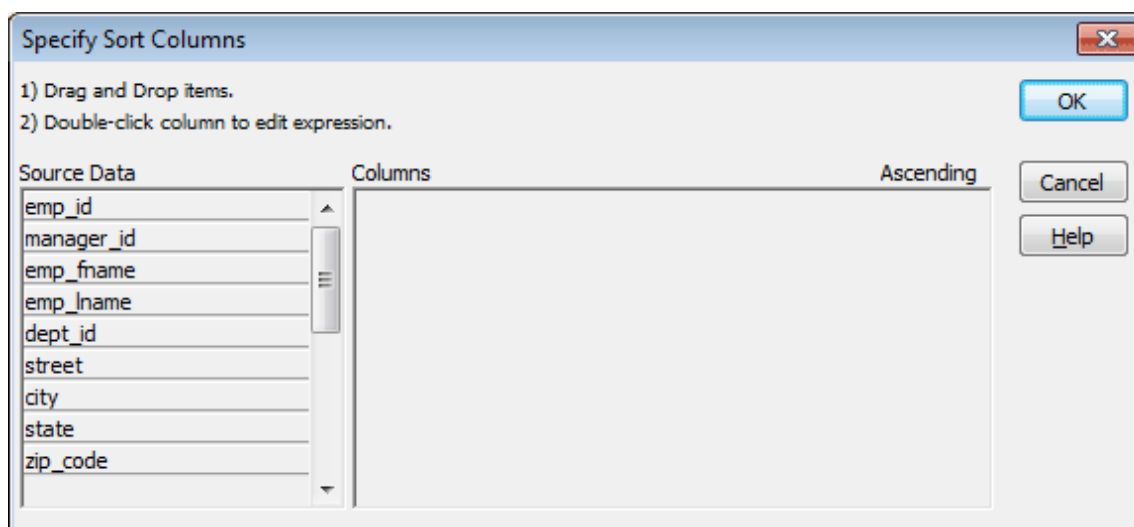 Specify Sort Columns
1) Drag and Drop items.
2) Double-click column to edit expression.
OK
Source Data Columns Ascending
Cancel
Help
emp_id
manager_id
emp_fname
emp_lname
dept_id
street
city
state
zip_code